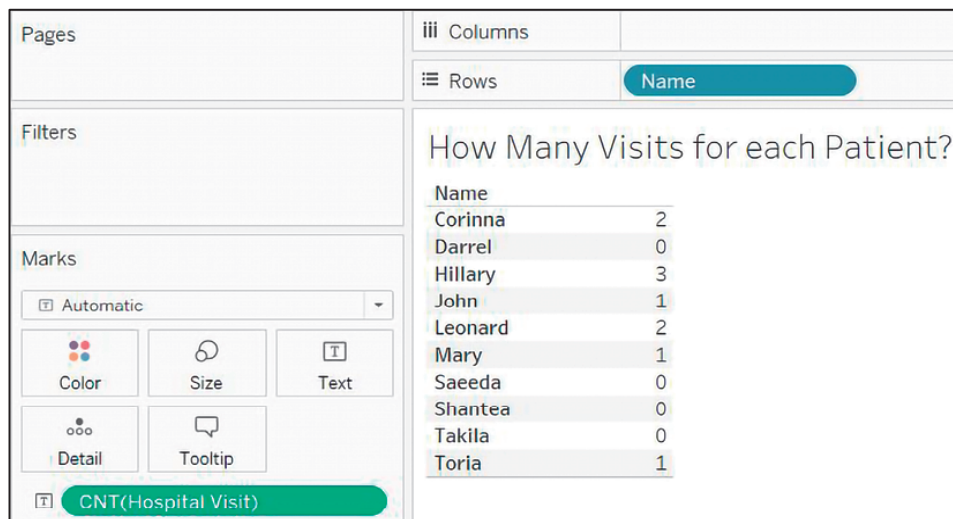 Pages
Columns
Rows
Name
Filters
How Many Visits for each Patient?
Name
Corinna 2
Darrel 0
Hillary 3
John 1
Leonard 2
Mary 1
Saeeda 0
Shantea 0
Takila 0
Toria 1
Marks
T Automatic
Color
Size
T
Text
Detail
Tooltip
T CNT(Hospital Visit)